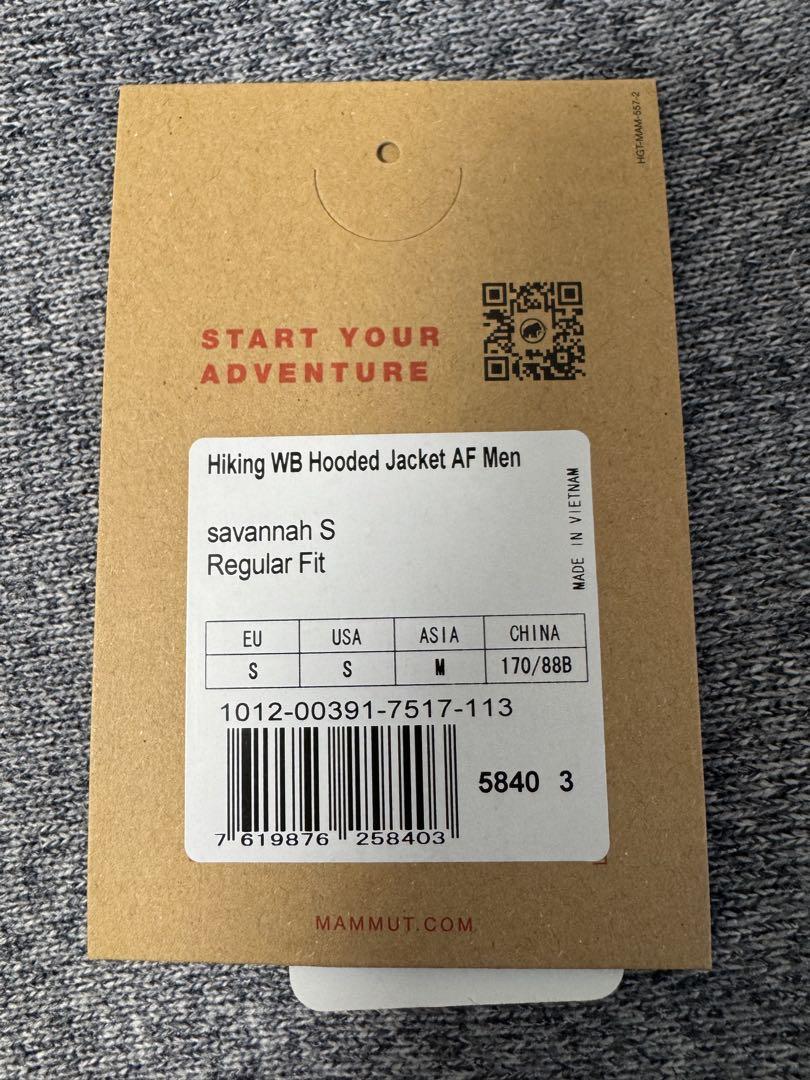 HGT-MAM-557-2
START YOUR
ADVENTURE
Hiking WB Hooded Jacket AF Men
MADE IN VIETNAM
savannah S
Regular Fit
EU USA ASIA CHINA
S S M 170/88B
1012-00391-7517-113
5840 3
7 619876 258403
MAMMUT.COM